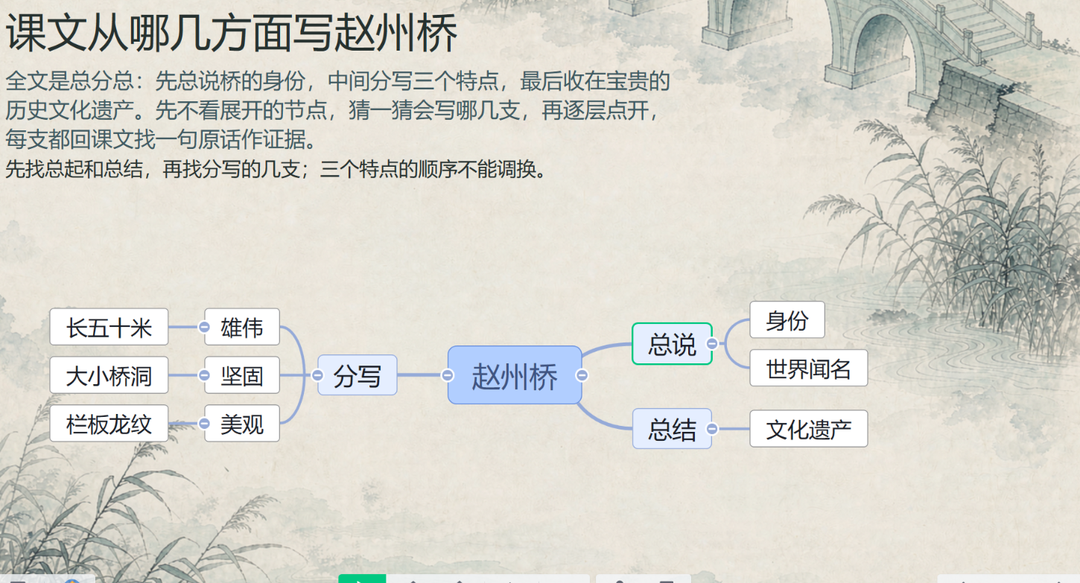 课文从哪几方面写赵州桥
全文是总分总：先总说桥的身份，中间分写三个特点，最后收在宝贵的
历史文化遗产。先不看展开的节点，猜一猜会写哪几支，再逐层点开，
每支都回课文找一句原话作证据。
先找总起和总结，再找分写的几支；三个特点的顺序不能调换。
长五十米
雄伟
大小桥洞
坚固
栏板龙纹
美观
分写
赵州桥
总说
身份
世界闻名
总结
文化遗产